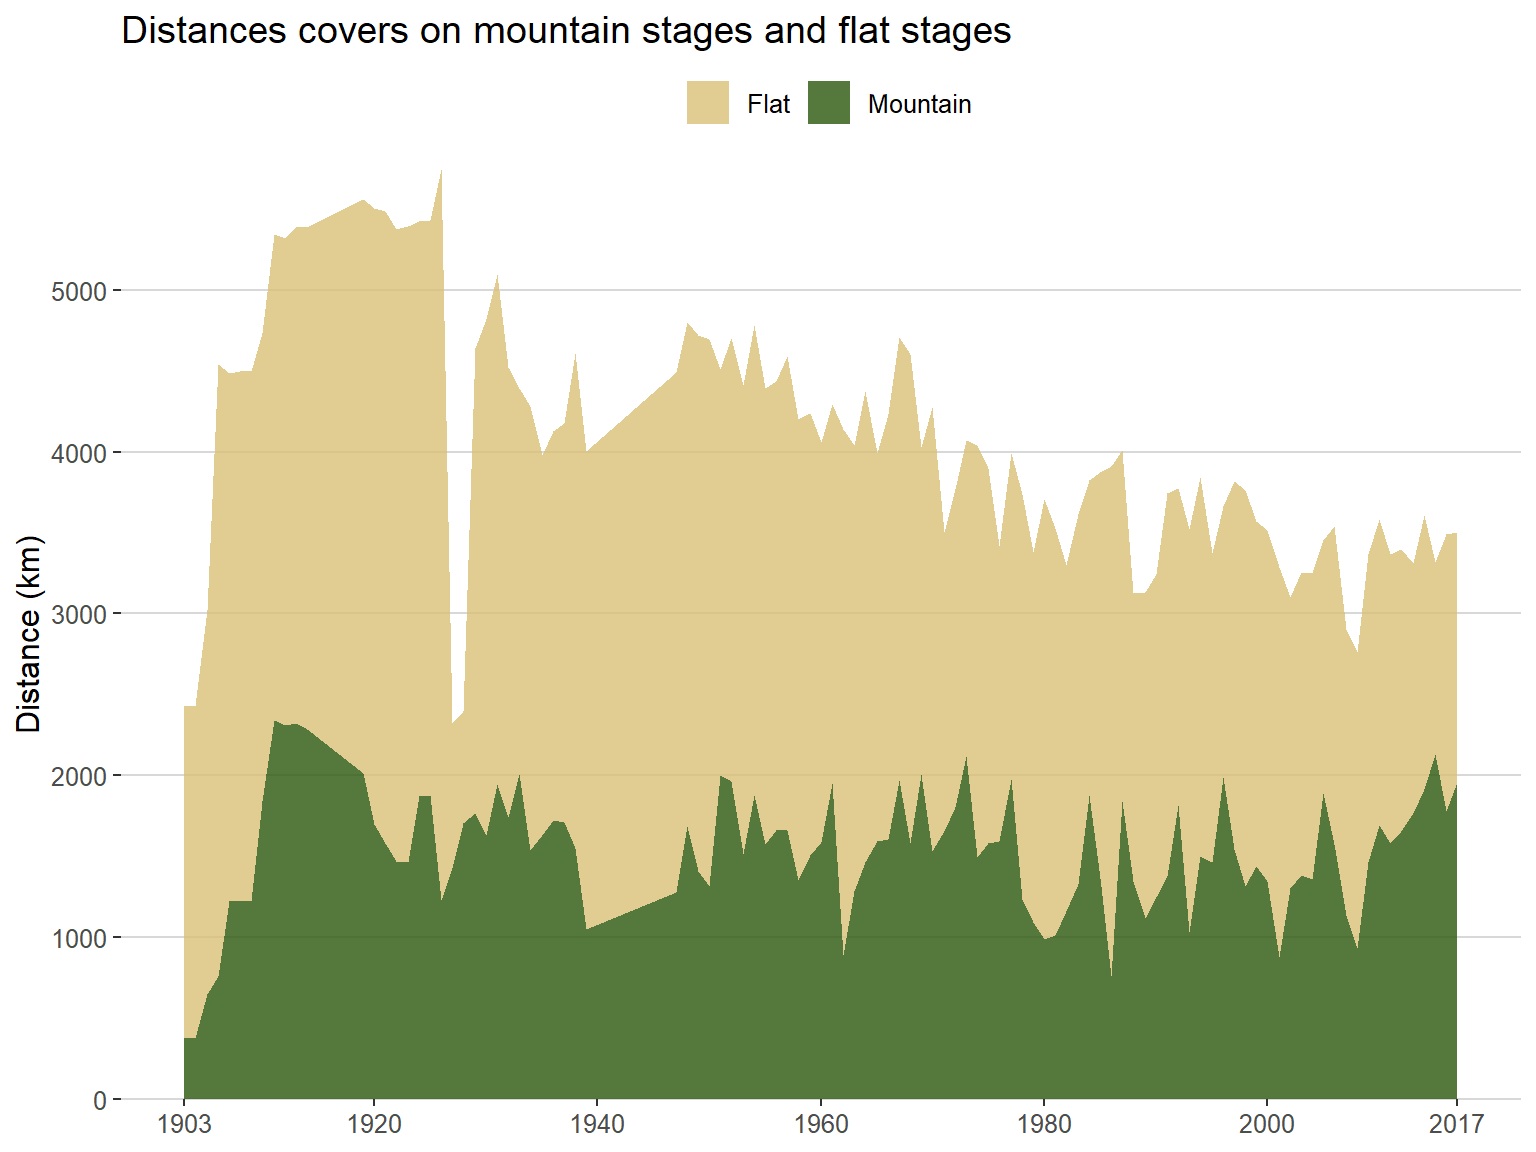 Distances covers on mountain stages and flat stages
Flat Mountain
Distance (km)
5000
4000
3000
2000
1000
0
1903 1920 1940 1960 1980 2000 2017